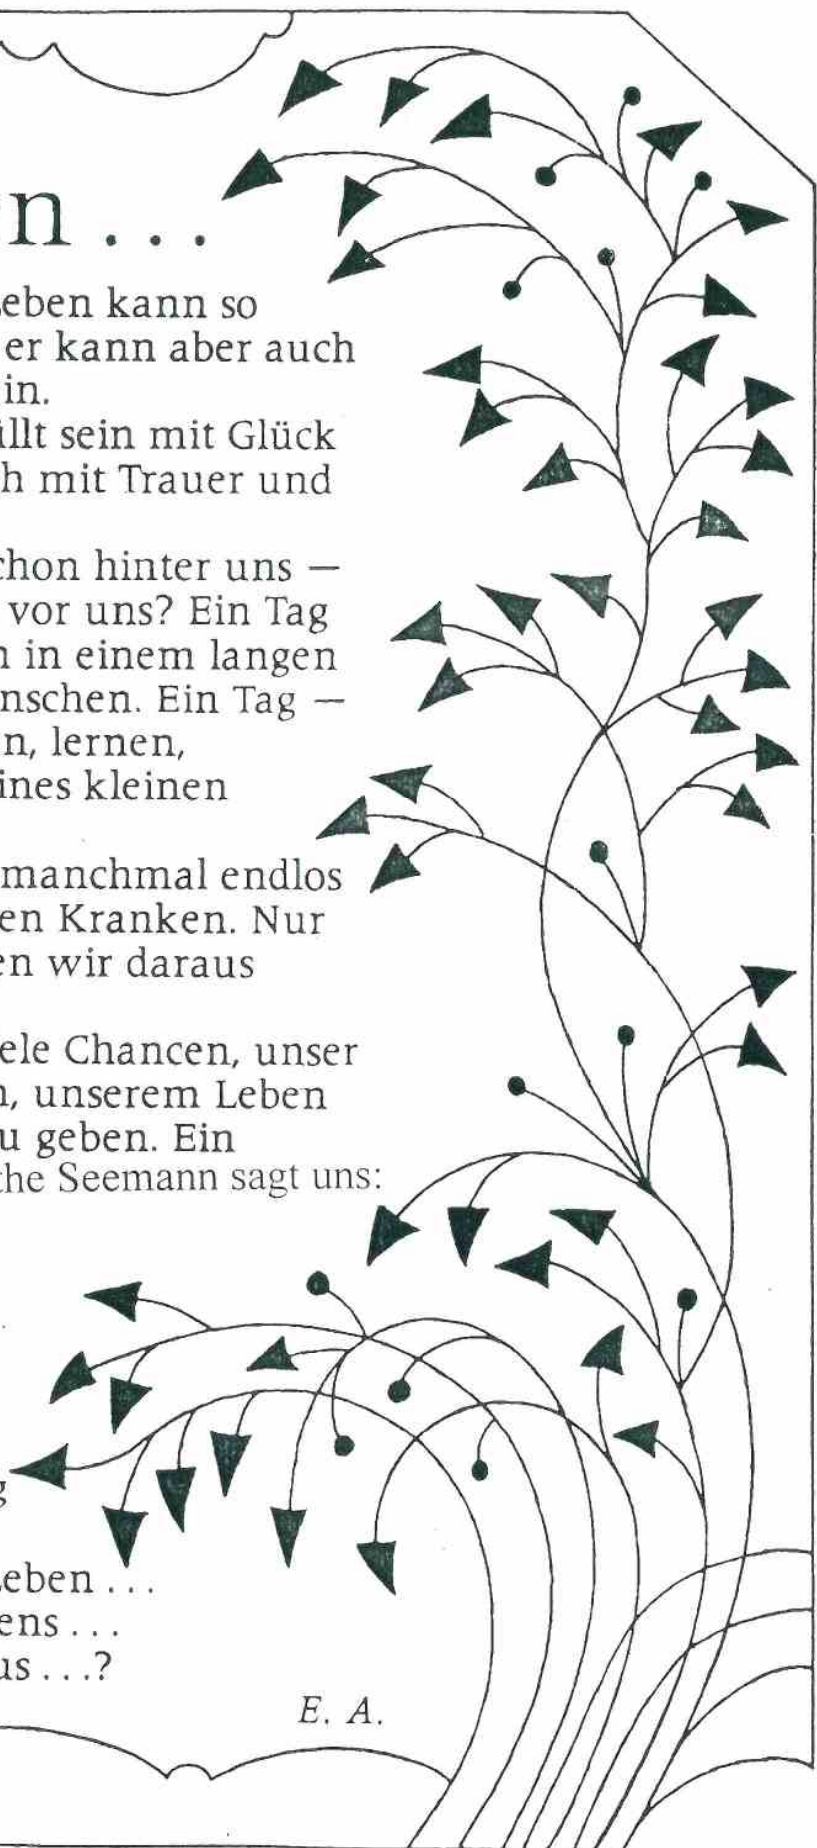 n ...
eben kann so
er kann aber auch
in.
illt sein mit Glück
h mit Trauer und
chon hinter uns —
vor uns? Ein Tag
n in einem langen
nschen. Ein Tag —
n, lernen,
ines kleinen
manchmal endlos
en Kranken. Nur
en wir daraus
ele Chancen, unser
n, unserem Leben
u geben. Ein
che Seemann sagt uns:
g
eben ...
ens ...
us ...?
E. A.